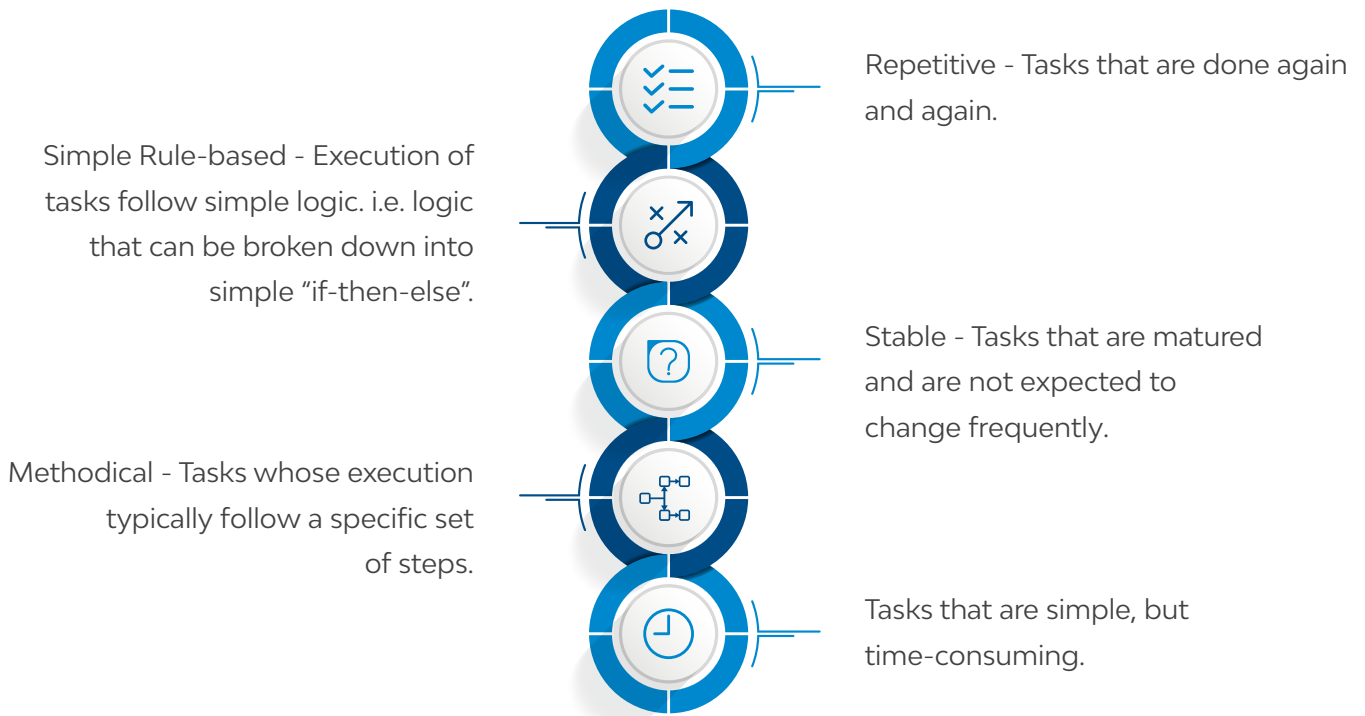 Repetitive - Tasks that are done again
and again.
Simple Rule-based - Execution of
tasks follow simple logic. i.e. logic
that can be broken down into
simple “if-then-else”.
Stable - Tasks that are matured
and are not expected to
change frequently.
Methodical - Tasks whose execution
typically follow a specific set
of steps.
Tasks that are simple, but
time-consuming.